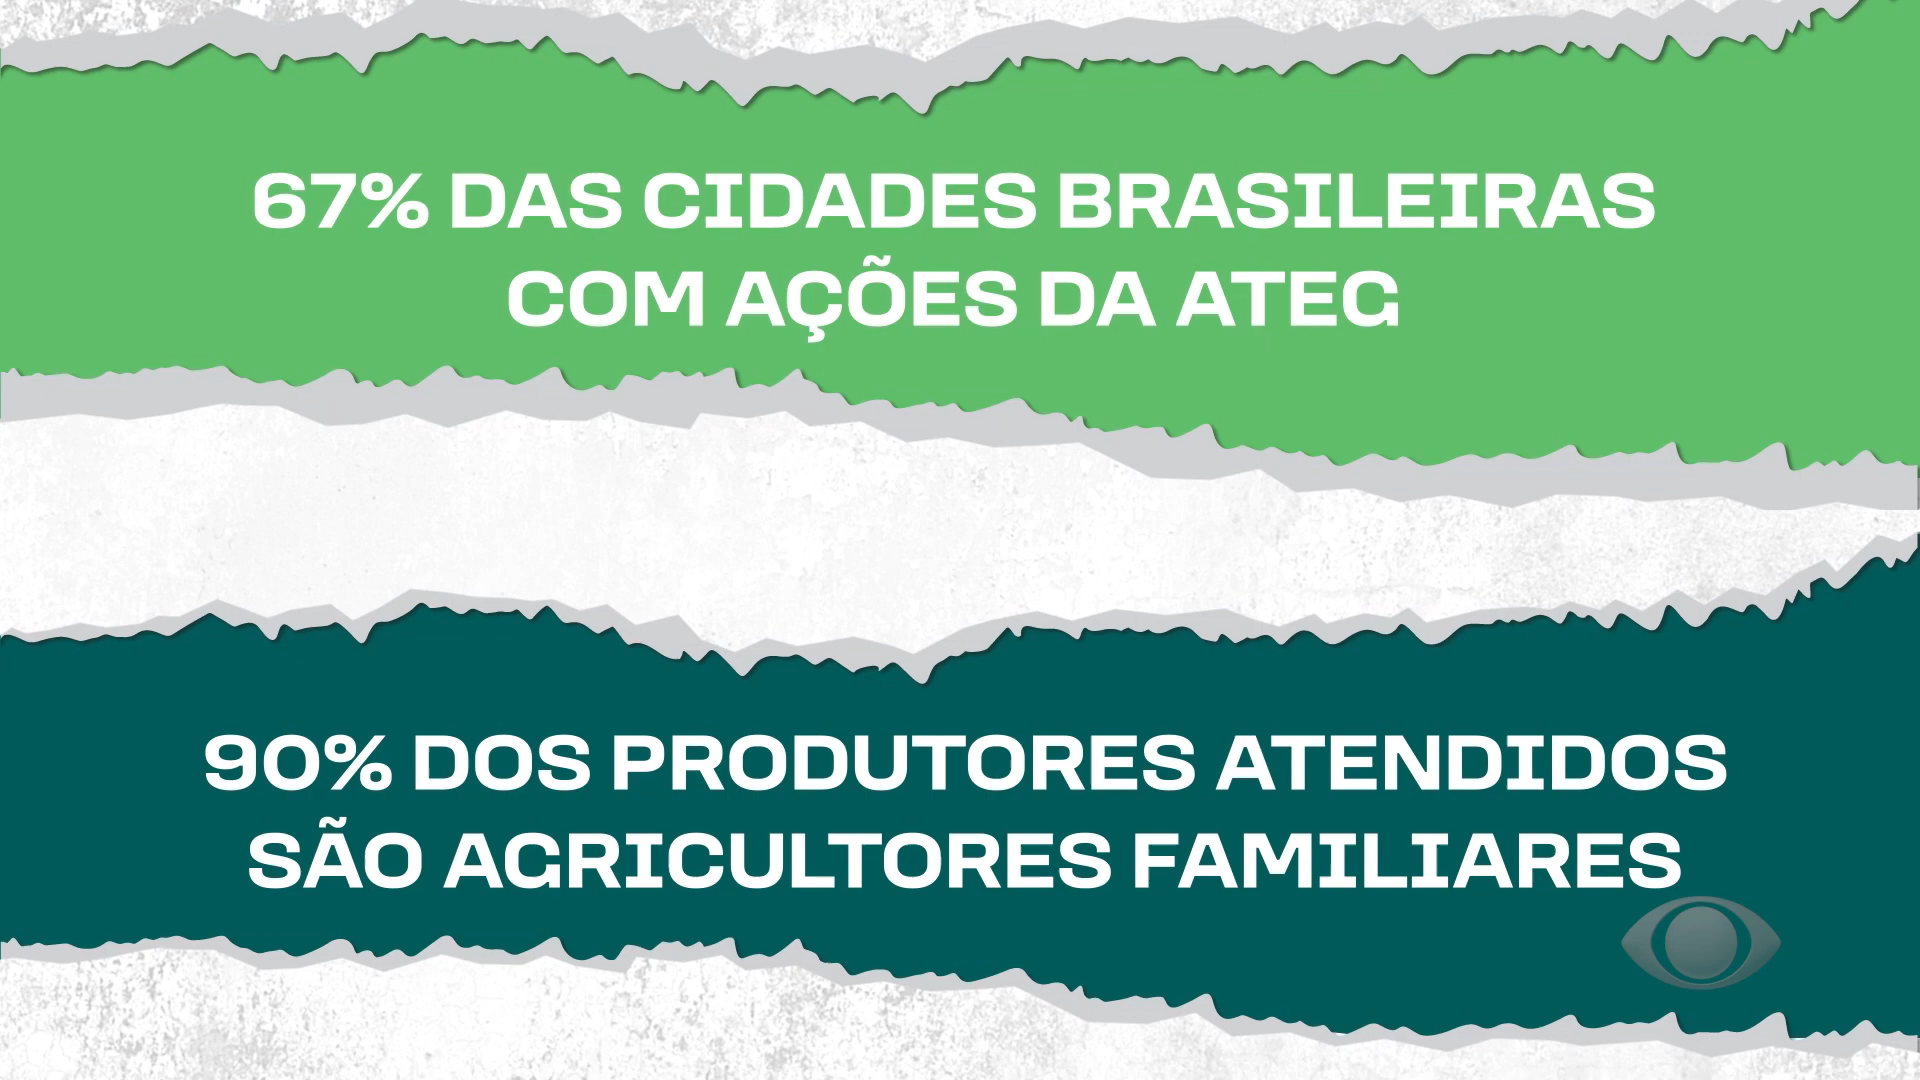 67% DAS CIDADES BRASILEIRAS
COM AÇÕES DA ATEG
90% DOS PRODUTORES ATENDIDOS
SÃO AGRICULTORES FAMILIARES